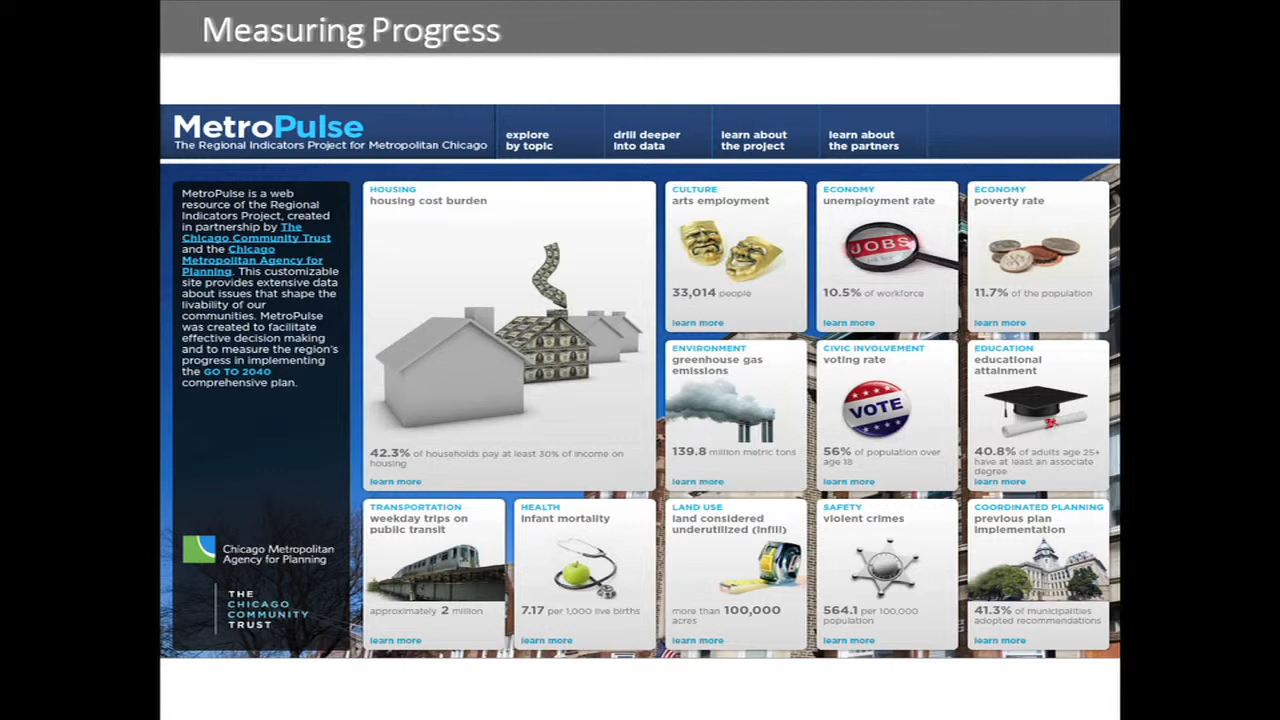 Measuring Progress
MetroPulse
The Regional Indicators Project for Metropolitan Chicago
explore
by topic
drill deeper
into data
learn about
the project
learn about
the partners
MetroPulse is a web
resource of the Regional
Indicators Project, created
in partnership by The
Chicago Community Trust
and the Chicago
Metropolitan Agency for
Planning. This customizable
site provides extensive data
about issues that shape the
livability of our
communities. MetroPulse
was created to facilitate
effective decision making
and to measure the region's
progress in implementing
the GO TO 2040
comprehensive plan.
Chicago Metropolitan
Agency for Planning
THE
CHICAGO
COMMUNITY
TRUST
HOUSING
housing cost burden
42.3% of households pay at least 30% of income on
housing
learn more
CULTURE
arts employment
33,014 people
learn more
ECONOMY
unemployment rate
JOBS
10.5% of workforce
learn more
ECONOMY
poverty rate
11.7% of the population
learn more
ENVIRONMENT
greenhouse gas
emissions
139.8 million metric tons
learn more
CIVIC INVOLVEMENT
voting rate
VOTE
56% of population over
age 18
learn more
EDUCATION
educational
attainment
40.8% of adults age 25+
have at least an associate
degree
learn more
TRANSPORTATION
weekday trips on
public transit
approximately 2 million
learn more
HEALTH
infant mortality
7.17 per 1,000 live births
learn more
LAND USE
land considered
underutilized (infill)
more than 100,000
acres
learn more
SAFETY
violent crimes
564.1 per 100,000
population
learn more
COORDINATED PLANNING
previous plan
implementation
41.3% of municipalities
adopted recommendations
learn more